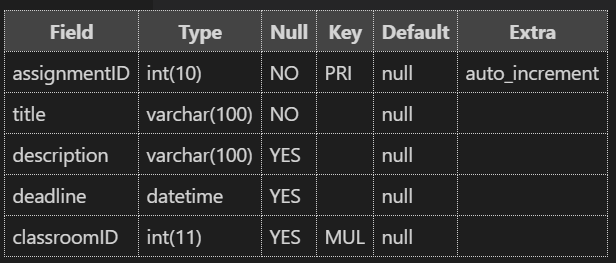 Field Type Null Key Default Extra
assignmentID int(10) NO PRI null auto_increment
title varchar(100) NO null
description varchar(100) YES null
deadline datetime YES null
classroomID int(11) YES MUL null